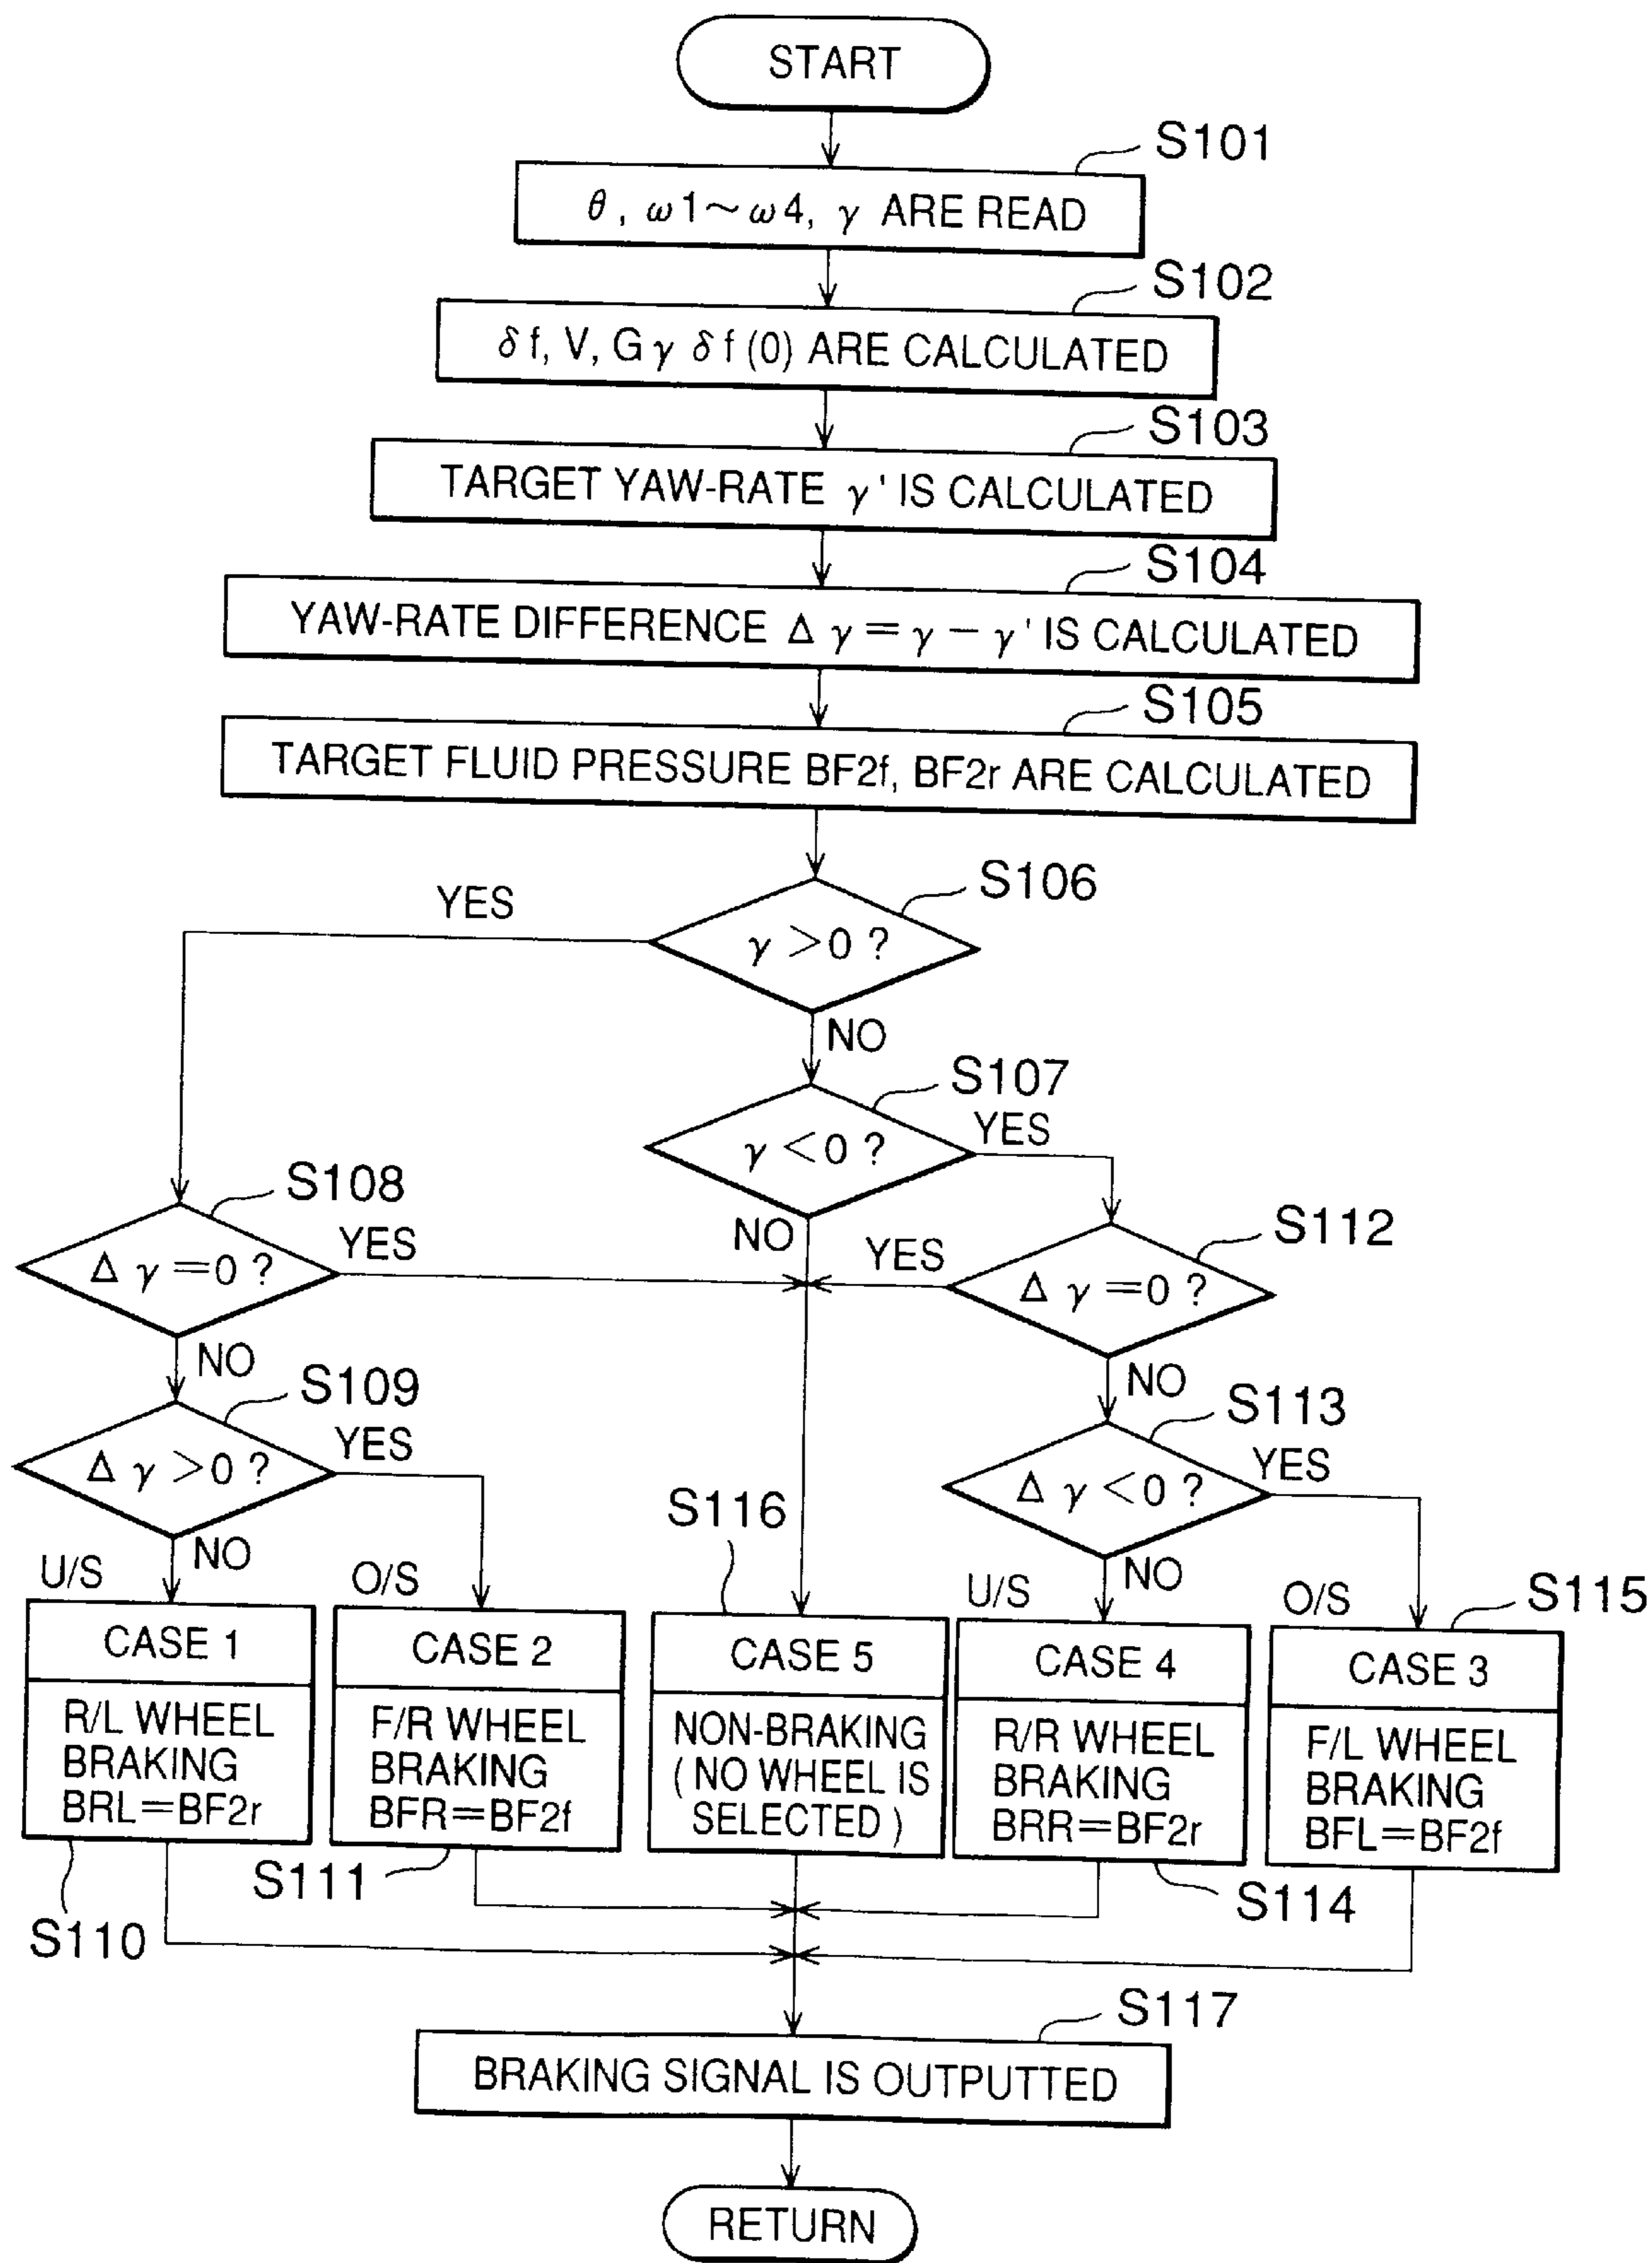 START
S101
θ, ω1~ω4, γ ARE READ
S102
δf, V, Gγδf(0) ARE CALCULATED
S103
TARGET YAW-RATE γ' IS CALCULATED
S104
YAW-RATE DIFFERENCE Δγ=γ-γ' IS CALCULATED
S105
TARGET FLUID PRESSURE BF2f, BF2r ARE CALCULATED
S106
YES
γ>0?
NO
S107
YES
γ<0?
NO
S108
YES
Δγ=0?
NO
S112
YES
Δγ=0?
NO
S109
YES
Δγ>0?
NO
S113
YES
Δγ<0?
NO
U/S
CASE 1
R/L WHEEL
BRAKING
BRL=BF2r
S110
O/S
CASE 2
F/R WHEEL
BRAKING
BFR=BF2f
S111
S116
CASE 5
NON-BRAKING
(NO WHEEL IS
SELECTED)
U/S
CASE 4
R/R WHEEL
BRAKING
BRR=BF2r
S114
O/S
S115
CASE 3
F/L WHEEL
BRAKING
BFL=BF2f
S117
BRAKING SIGNAL IS OUTPUTTED
RETURN